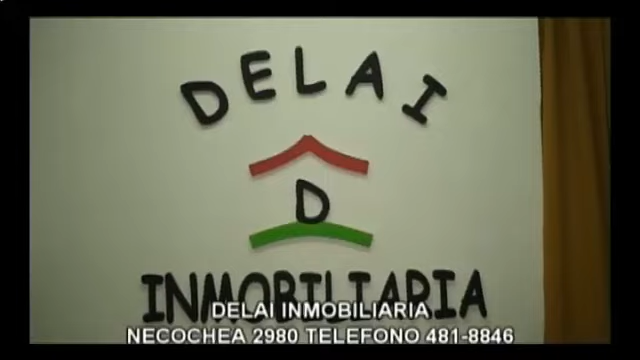 DELAI
D
INMOBILIARIA
DELAI INMOBILIARIA
NECOCHEA 2980 TELEFONO 481-8846